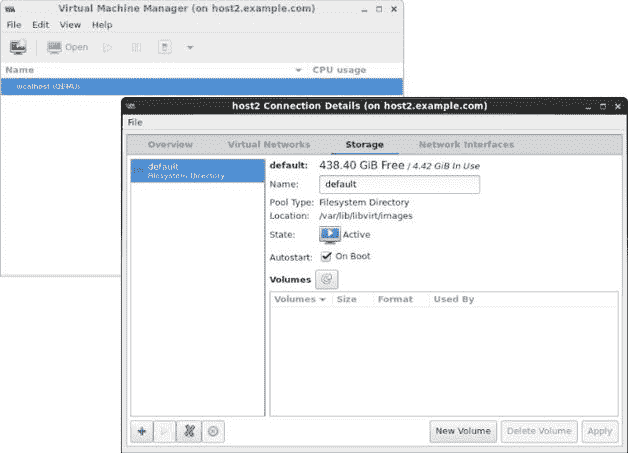 Virtual Machine Manager (on host2.example.com)
File Edit View Help
Open
Name CPU usage
localhost (QEMU)
host2 Connection Details (on host2.example.com)
File
Overview Virtual Networks Storage Network Interfaces
default
Filesystem Directory
default: 438.40 GiB Free / 4.42 GiB In Use
Name: default
Pool Type: Filesystem Directory
Location: /var/lib/libvirt/images
State: Active
Autostart: On Boot
Volumes
Volumes Size Format Used By
New Volume Delete Volume Apply